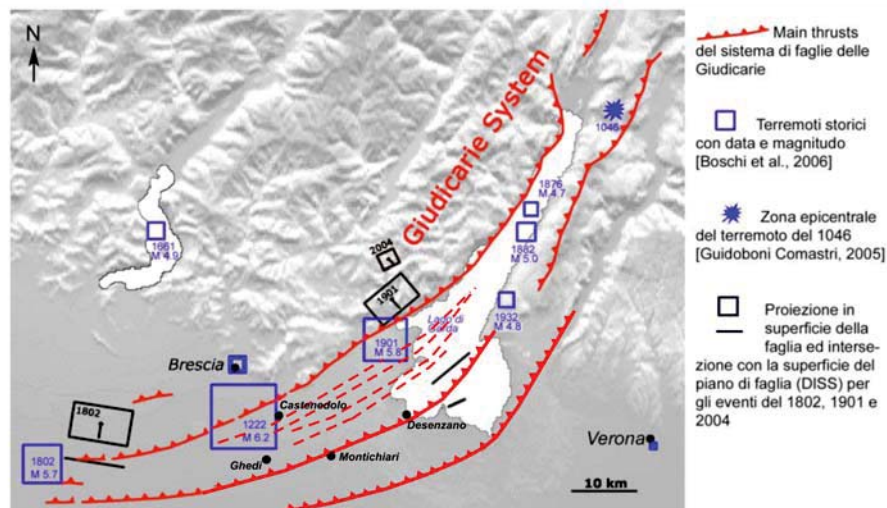 N
Giudicarie System
1046
1876
M 4.7
1882
M 5.0
1661
M 4.9
2004
1901
Lago di
Garda
1932
M 4.8
1901
M 5.8
Brescia
1802
Castenedolo
1222
M 6.2
Desenzano
Verona
1802
M 5.7
Ghedi
Montichiari
10 km
Main thrusts
del sistema di faglie delle
Giudicarie
Terremoti storici
con data e magnitudo
[Boschi et al., 2006]
Zona epicentrale
del terremoto del 1046
[Guidoboni Comastri, 2005]
Proiezione in
superficie della
faglia ed interse-
zione con la superficie del
piano di faglia (DISS) per
gli eventi del 1802, 1901 e
2004